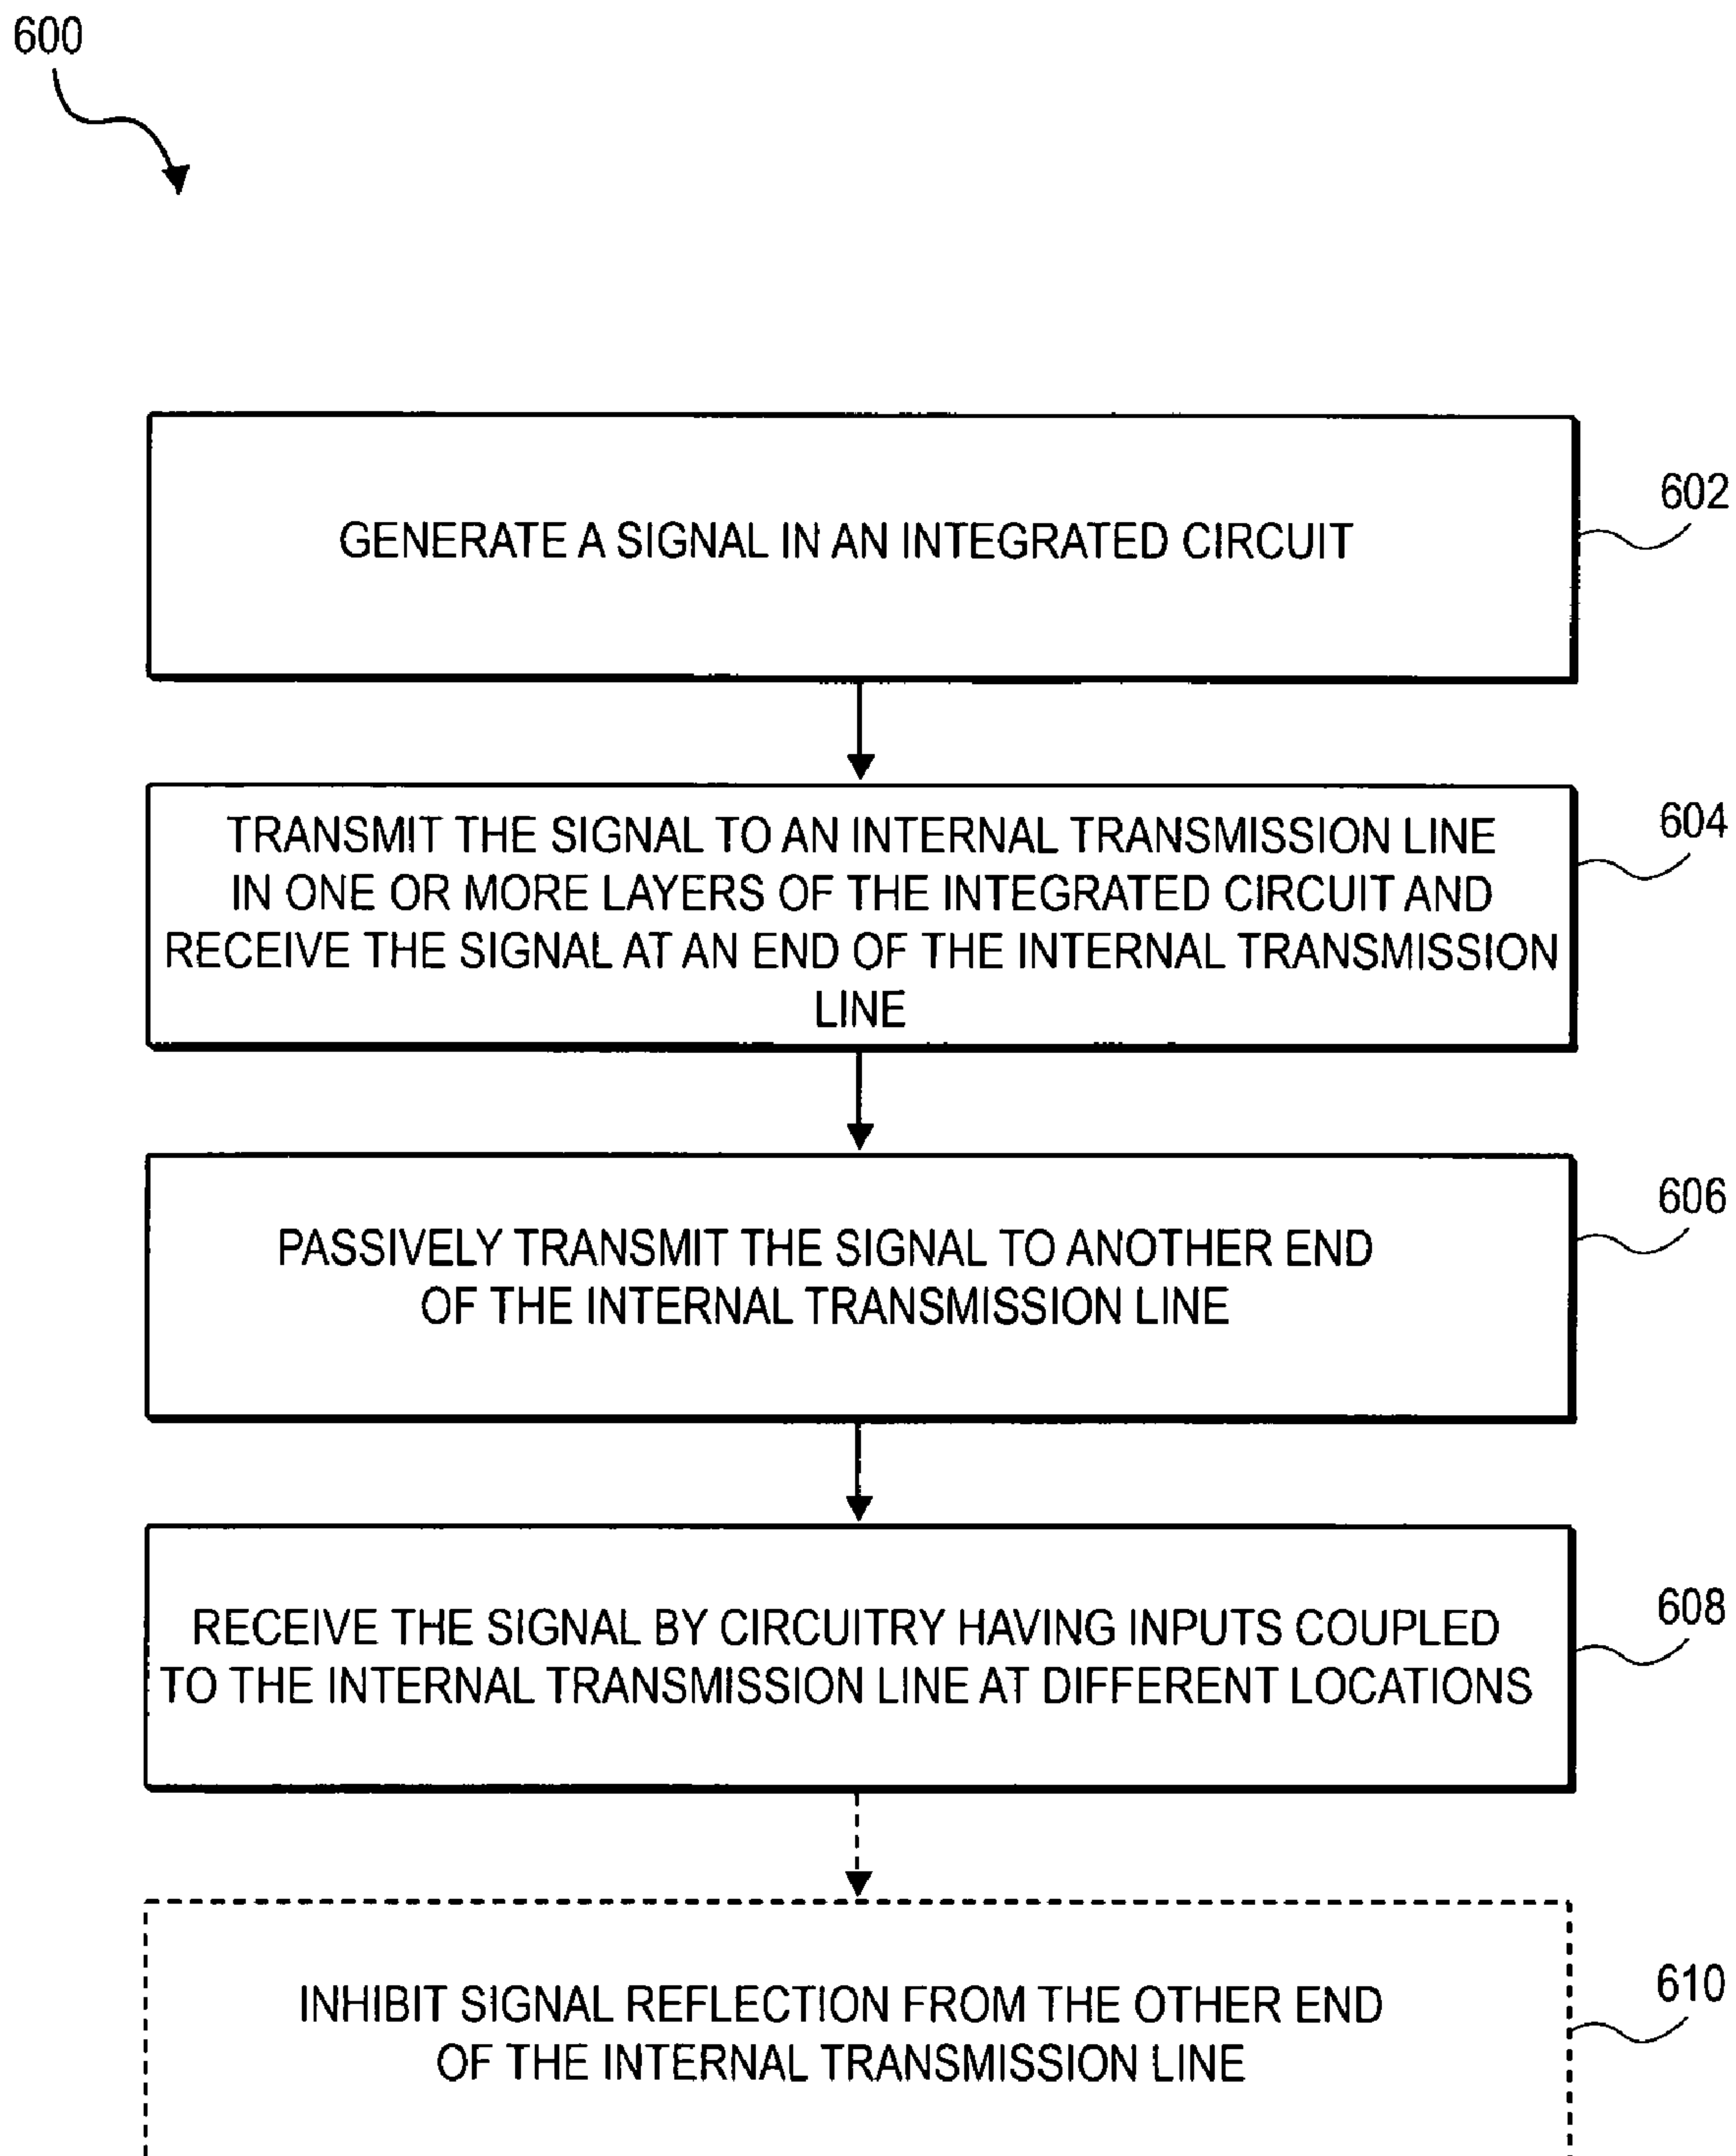 600
GENERATE A SIGNAL IN AN INTEGRATED CIRCUIT
602
TRANSMIT THE SIGNAL TO AN INTERNAL TRANSMISSION LINE
IN ONE OR MORE LAYERS OF THE INTEGRATED CIRCUIT AND
RECEIVE THE SIGNAL AT AN END OF THE INTERNAL TRANSMISSION
LINE
604
PASSIVELY TRANSMIT THE SIGNAL TO ANOTHER END
OF THE INTERNAL TRANSMISSION LINE
606
RECEIVE THE SIGNAL BY CIRCUITRY HAVING INPUTS COUPLED
TO THE INTERNAL TRANSMISSION LINE AT DIFFERENT LOCATIONS
608
INHIBIT SIGNAL REFLECTION FROM THE OTHER END
OF THE INTERNAL TRANSMISSION LINE
610